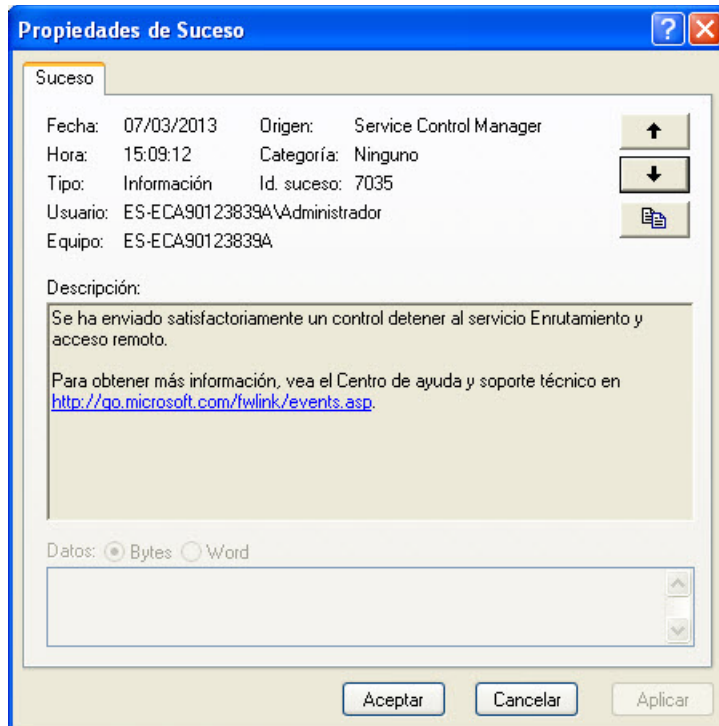 Propiedades de Suceso
Suceso
Fecha: 07/03/2013 Origen: Service Control Manager
Hora: 15:09:12 Categoría: Ninguno
Tipo: Información Id. suceso: 7035
Usuario: ES-ECA90123839A\Administrador
Equipo: ES-ECA90123839A
Descripción:
Se ha enviado satisfactoriamente un control detener al servicio Enrutamiento y
acceso remoto.
Para obtener más información, vea el Centro de ayuda y soporte técnico en
http://go.microsoft.com/fwlink/events.asp.
Datos: Bytes Word
Aceptar Cancelar Aplicar